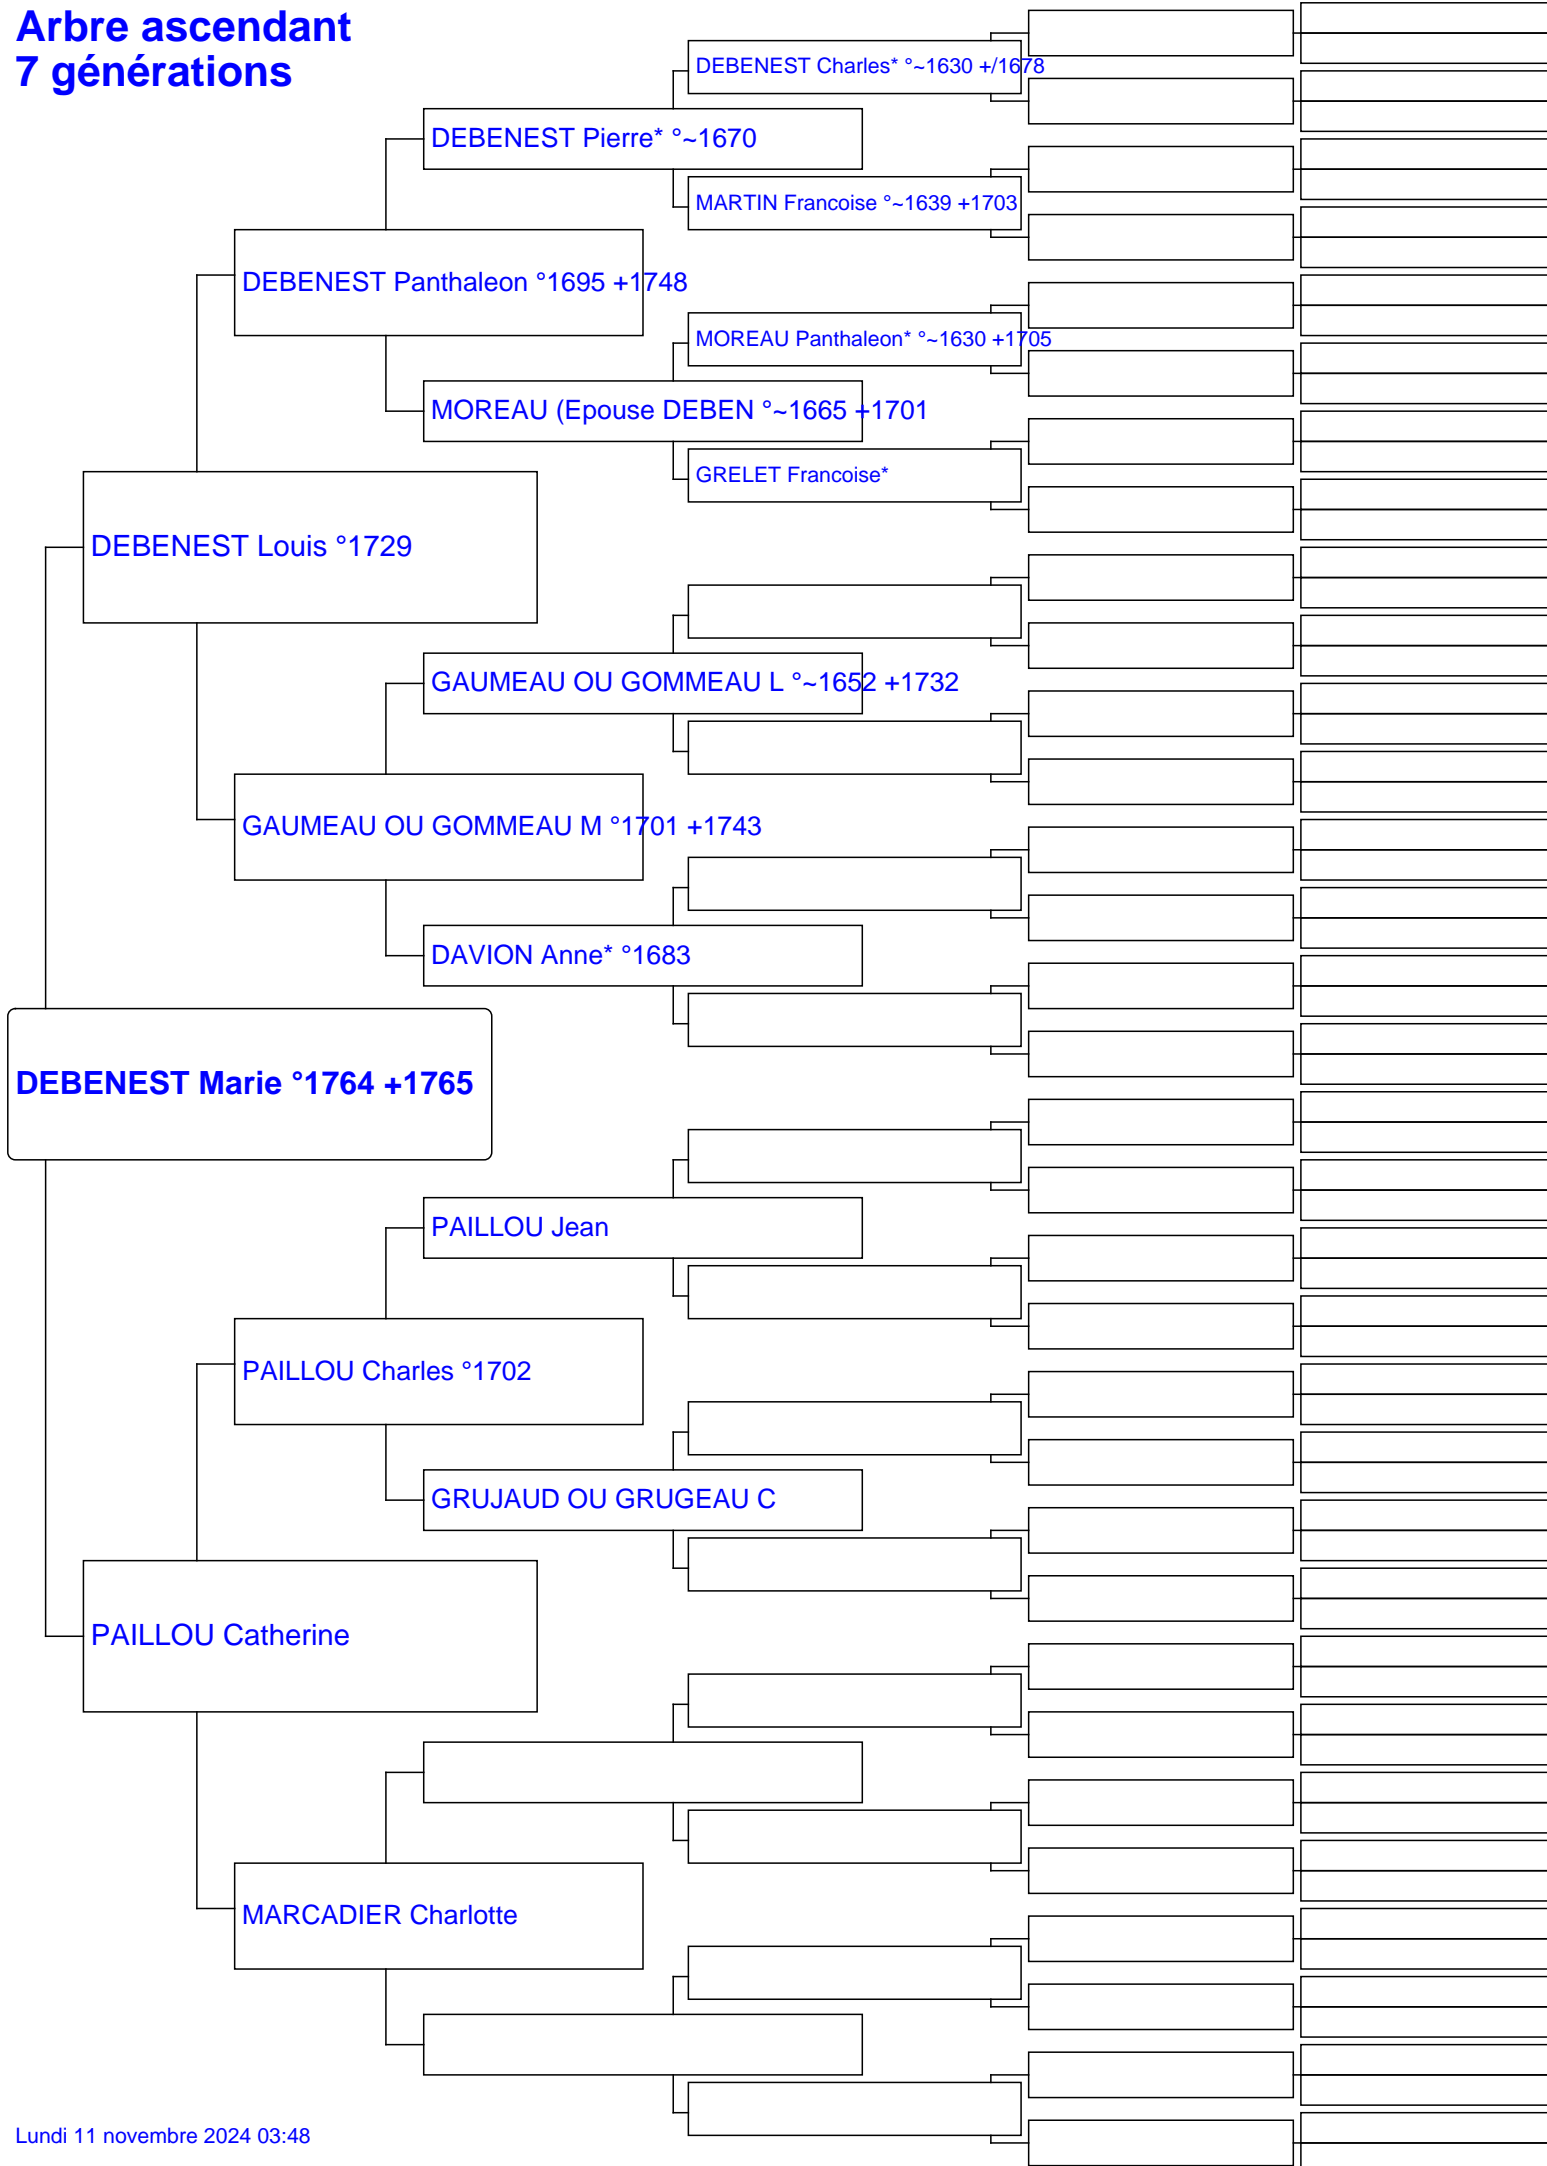 Arbre ascendant
7 générations
DEBENEST Charles* °~1630 +/1678
DEBENEST Pierre* °~1670
MARTIN Francoise °~1639 +1703
DEBENEST Panthaleon °1695 +1748
MOREAU Panthaleon* °~1630 +1705
MOREAU (Epouse DEBEN °~1665 +1701
GRELET Francoise*
DEBENEST Louis °1729
GAUMEAU OU GOMMEAU L °~1652 +1732
GAUMEAU OU GOMMEAU M °1701 +1743
DAVION Anne* °1683
DEBENEST Marie °1764 +1765
PAILLOU Jean
PAILLOU Charles °1702
GRUJAUD OU GRUGEAU C
PAILLOU Catherine
MARCADIER Charlotte
Lundi 11 novembre 2024 03:48